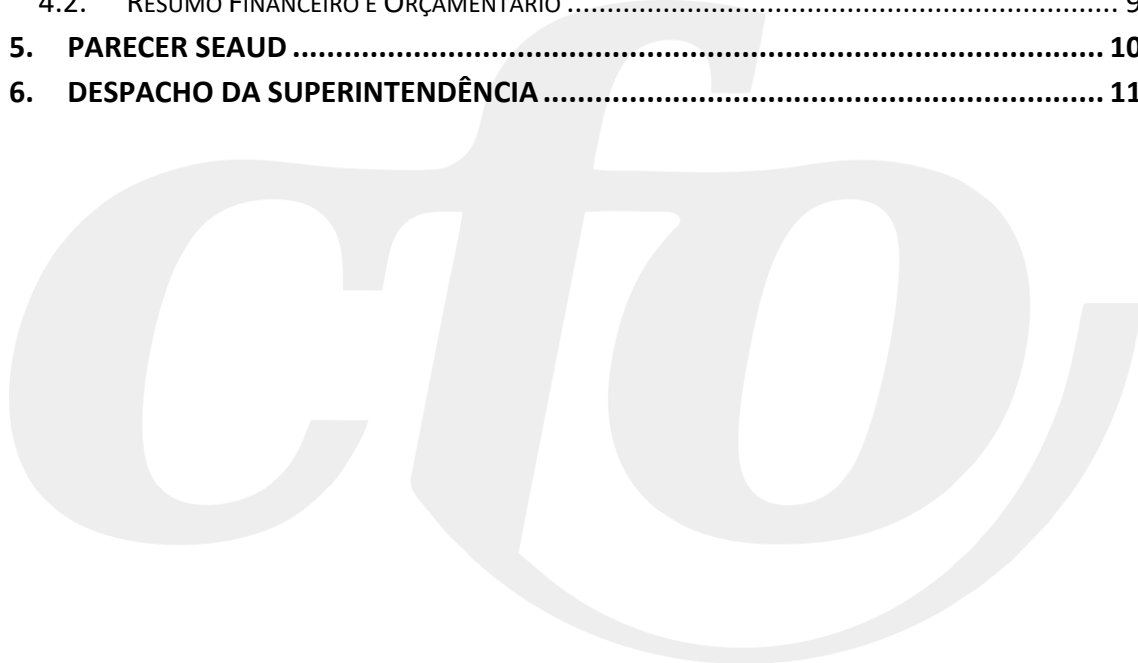 4.2. RESUMO FINANCEIRO E ORÇAMENTÁRIO ........................................................................ 9
5. PARECER SEAUD ........................................................................ 10
6. DESPACHO DA SUPERINTENDÊNCIA ........................................................................ 11
cfo